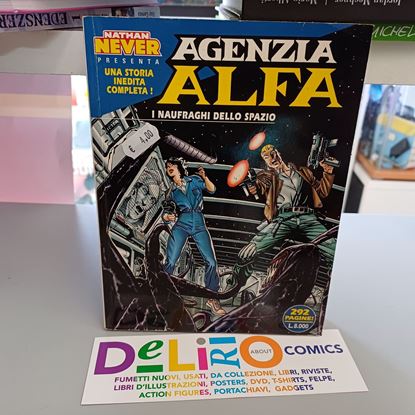 EDENSZERO
MICHEL
NATHAN
NEVER
PRESENTA
UNA STORIA
INEDITA
COMPLETA !
AGENZIA
ALFA
I NAUFRAGHI DELLO SPAZIO
€ 4,00
292
PAGINE!
L. 8.000
DELIRIO ABOUT COMICS
FUMETTI NUOVI, USATI, DA COLLEZIONE, LIBRI, RIVISTE,
LIBRI D'ILLUSTRAZIONI, POSTERS, DVD, T-SHIRTS, FELPE,
ACTION FIGURES, PORTACHIAVI, GADGETS